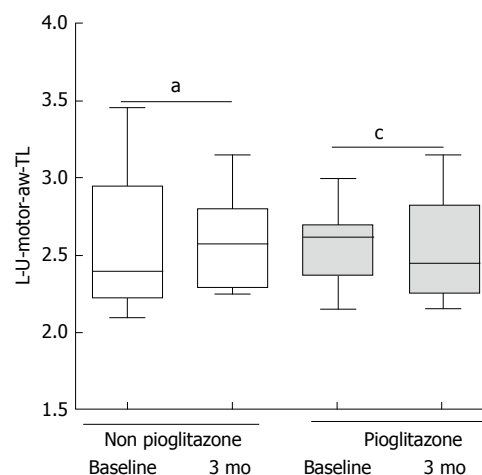 4.0
a
3.5
c
3.0
L-U-motor-aw-TL
2.5
2.0
1.5
Non pioglitazone Pioglitazone
Baseline 3 mo Baseline 3 mo